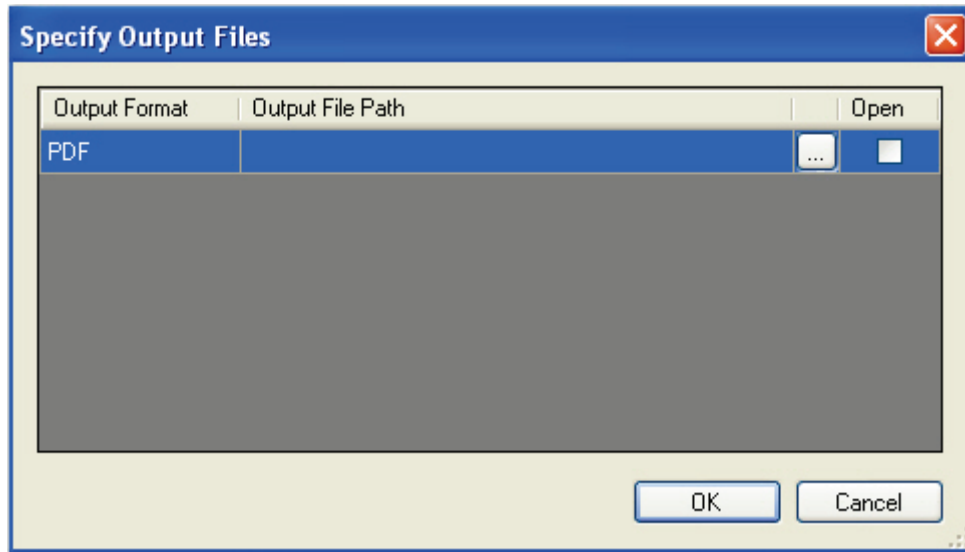 Specify Output Files
Output Format Output File Path Open
PDF ...
OK Cancel